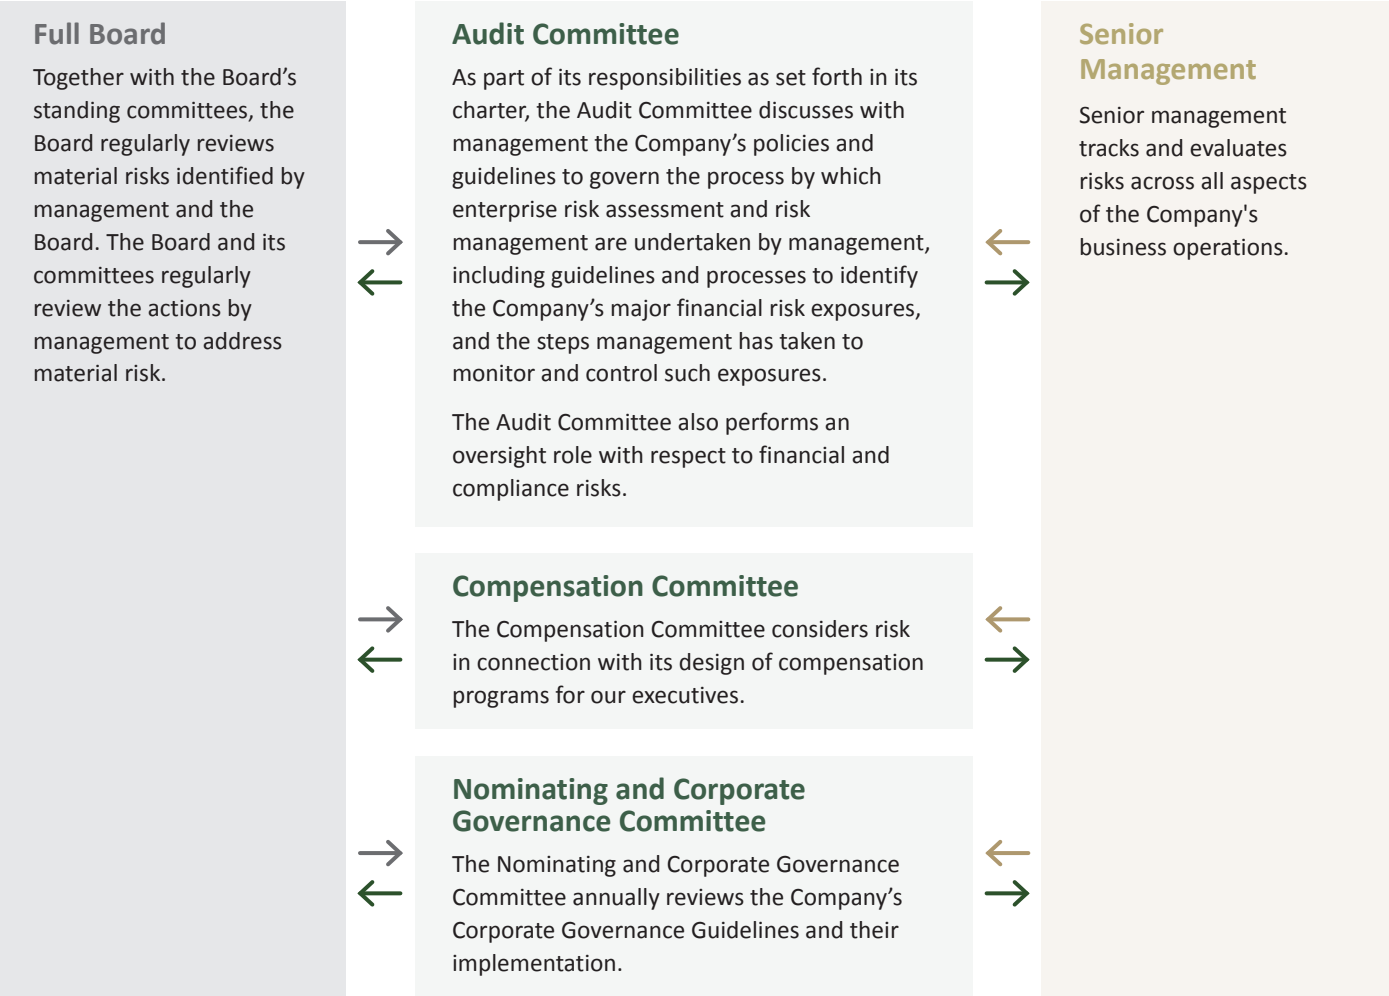 Full Board
Together with the Board’s
standing committees, the
Board regularly reviews
material risks identified by
management and the
Board. The Board and its
committees regularly
review the actions by
management to address
material risk.
Audit Committee
As part of its responsibilities as set forth in its
charter, the Audit Committee discusses with
management the Company’s policies and
guidelines to govern the process by which
enterprise risk assessment and risk
management are undertaken by management,
including guidelines and processes to identify
the Company’s major financial risk exposures,
and the steps management has taken to
monitor and control such exposures.
The Audit Committee also performs an
oversight role with respect to financial and
compliance risks.
Compensation Committee
The Compensation Committee considers risk
in connection with its design of compensation
programs for our executives.
Nominating and Corporate
Governance Committee
The Nominating and Corporate Governance
Committee annually reviews the Company’s
Corporate Governance Guidelines and their
implementation.
Senior
Management
Senior management
tracks and evaluates
risks across all aspects
of the Company's
business operations.